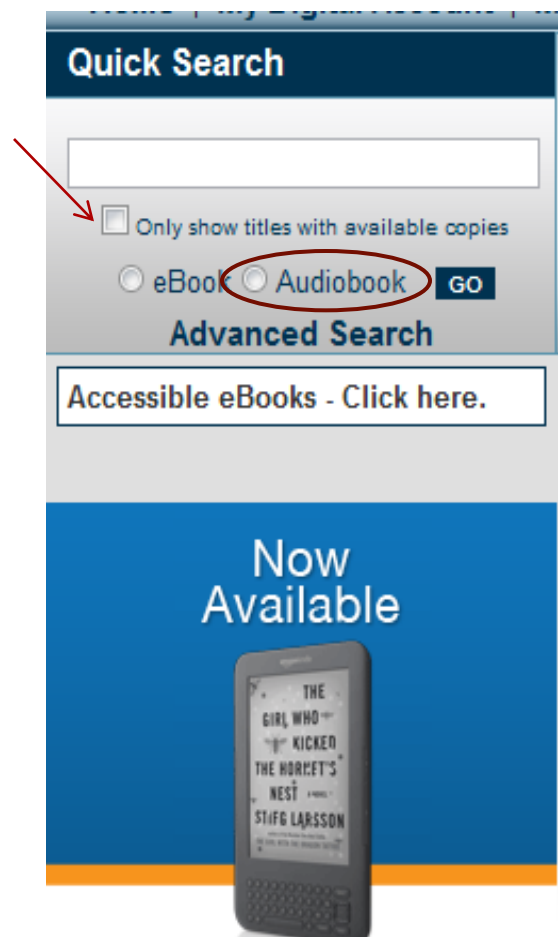 Quick Search
Only show titles with available copies
eBook Audiobook GO
Advanced Search
Accessible eBooks - Click here.
Now
Available
THE
GIRL WHO
KICKED
THE HORNET'S
NEST
STIEG LARSSON